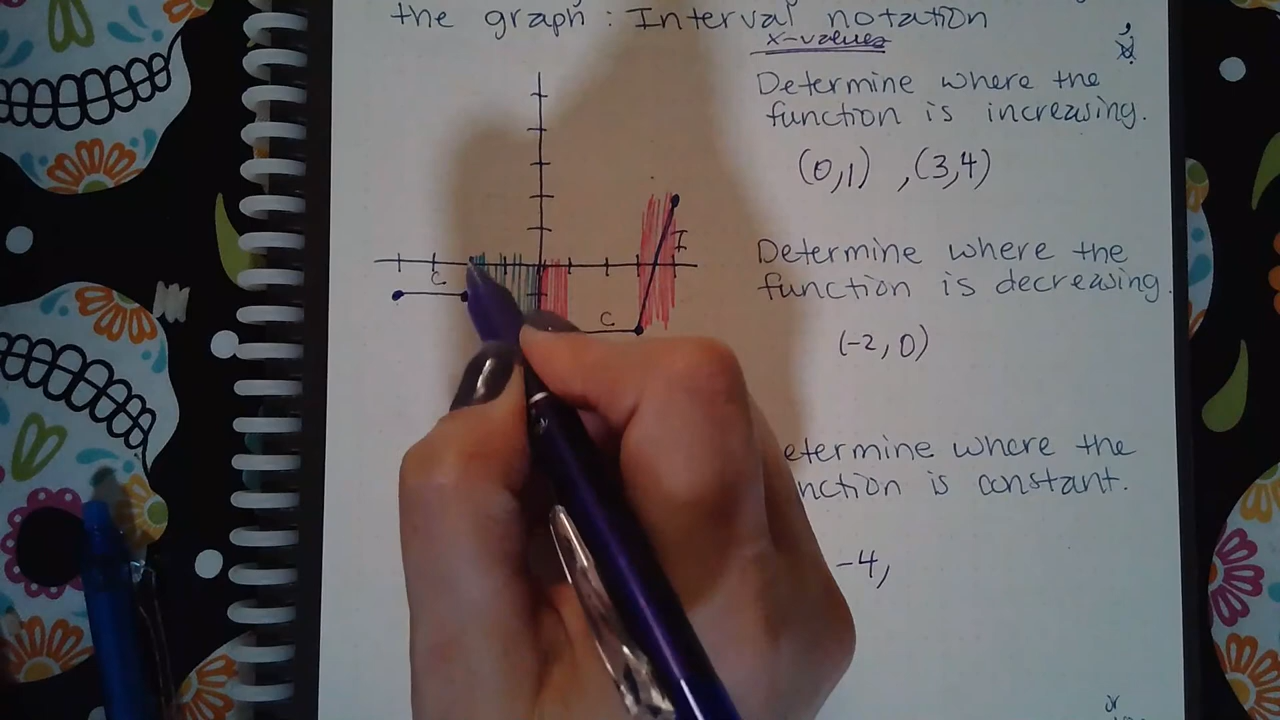 the graph: Interval notation
x-values
Determine where the
function is increasing.
(0,1) ,(3,4)
C
I
C
Determine where the
function is decreasing.
(-2,0)
etermine where the
nction is constant.
-4,
or